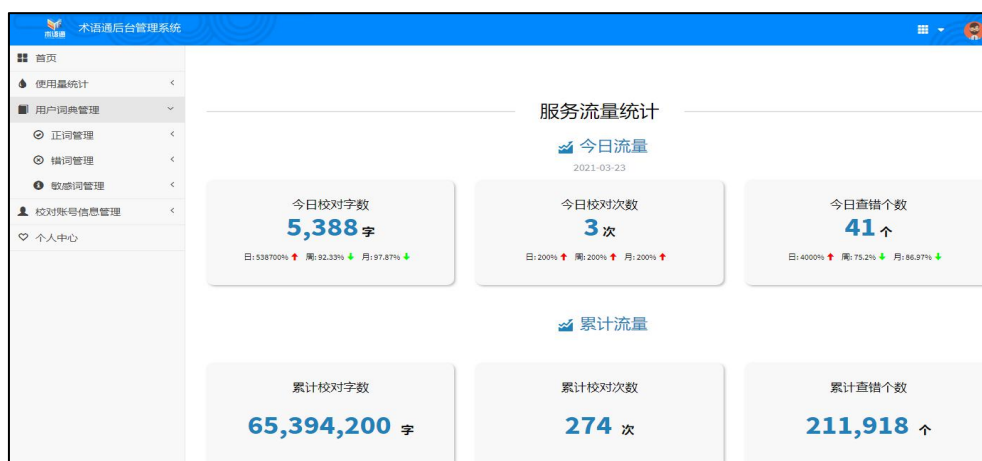 术语通
术语通后台管理系统
首页
使用量统计
用户词典管理
正词管理
错词管理
敏感词管理
校对账号信息管理
个人中心
服务流量统计
今日流量
2021-03-23
今日校对字数
5,388 字
日:538700% 周:92.33% 月:97.87%
今日校对次数
3 次
日:200% 周:200% 月:200%
今日查错个数
41 个
日:4000% 周:75.2% 月:86.97%
累计流量
累计校对字数
65,394,200 字
累计校对次数
274 次
累计查错个数
211,918 个